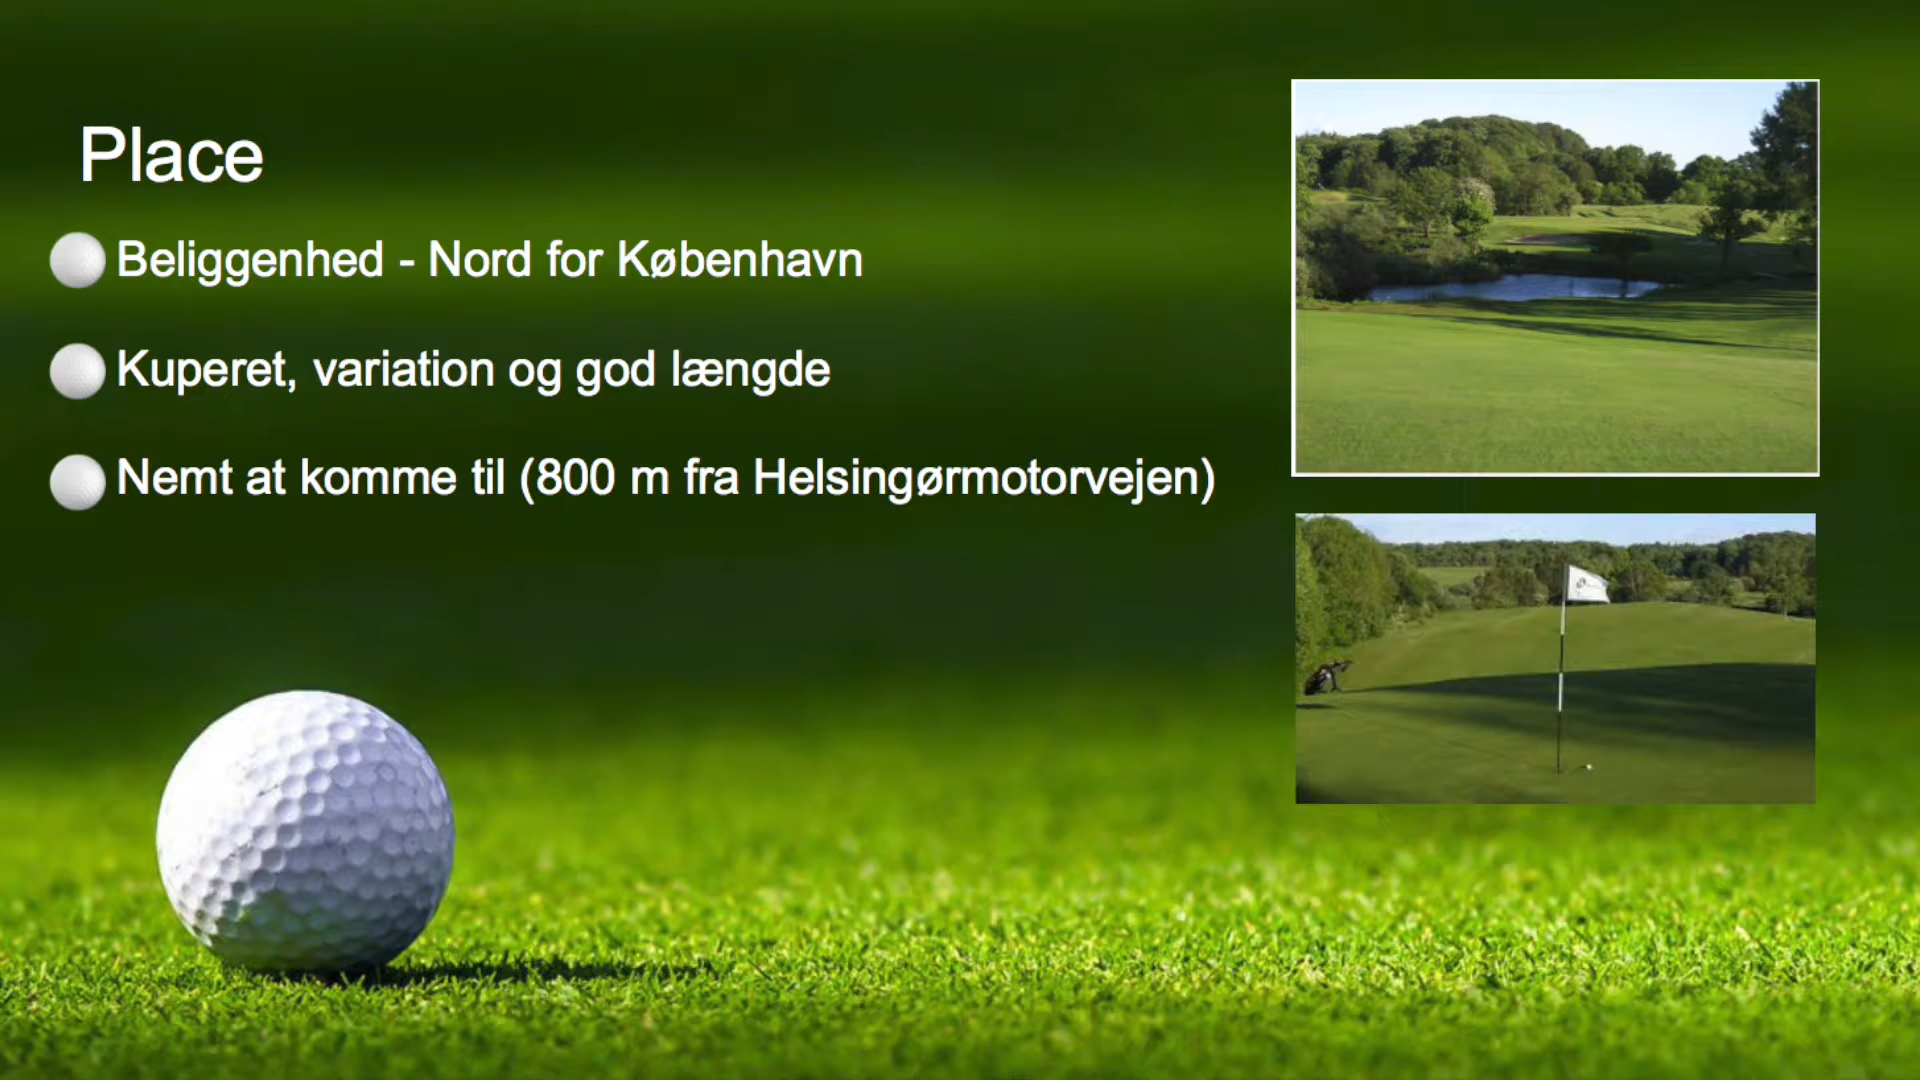 Place
Beliggenhed - Nord for København
Kuperet, variation og god længde
Nemt at komme til (800 m fra Helsingørmotorvejen)